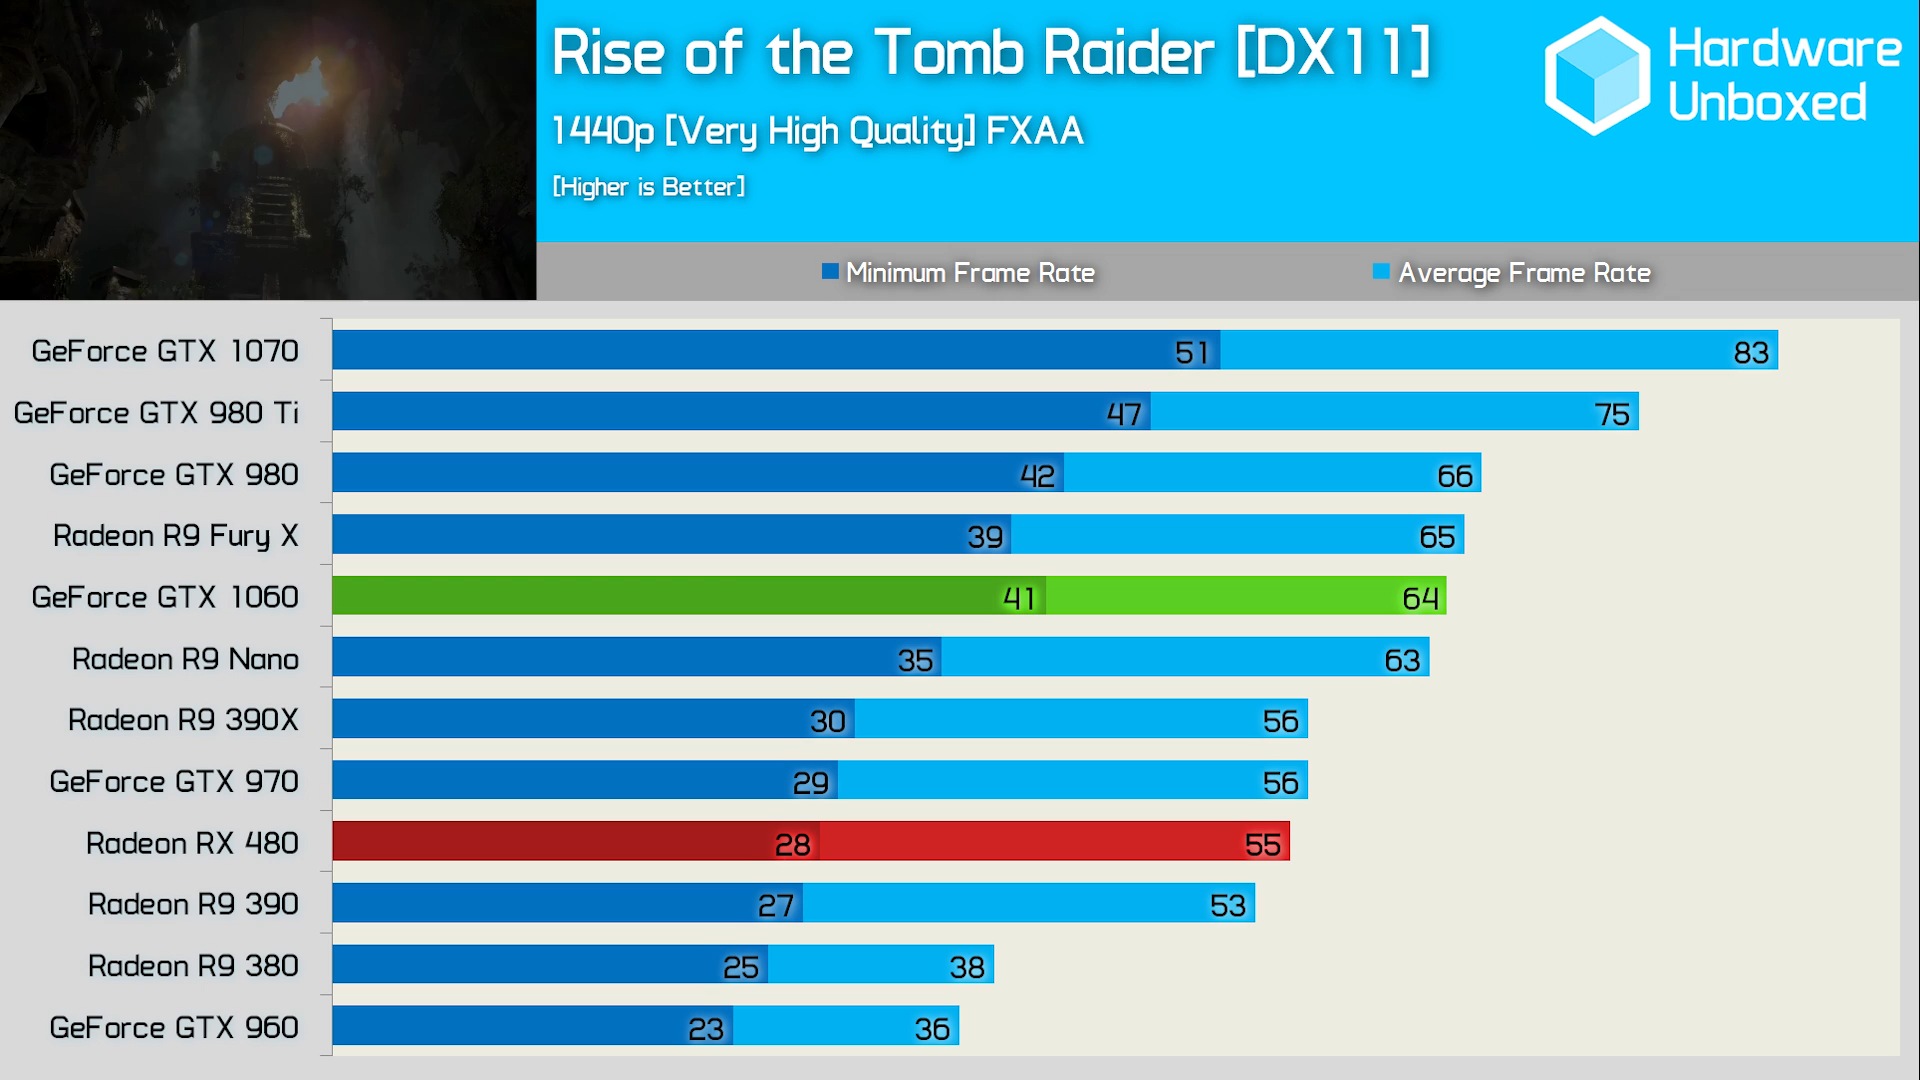 Rise of the Tomb Raider [DX11]
Hardware
Unboxed
1440p [Very High Quality] FXAA
[Higher is Better]
Minimum Frame Rate Average Frame Rate
GeForce GTX 1070 51 83
GeForce GTX 980 Ti 47 75
GeForce GTX 980 42 66
Radeon R9 Fury X 39 65
GeForce GTX 1060 41 64
Radeon R9 Nano 35 63
Radeon R9 390X 30 56
GeForce GTX 970 29 56
Radeon RX 480 28 55
Radeon R9 390 27 53
Radeon R9 380 25 38
GeForce GTX 960 23 36